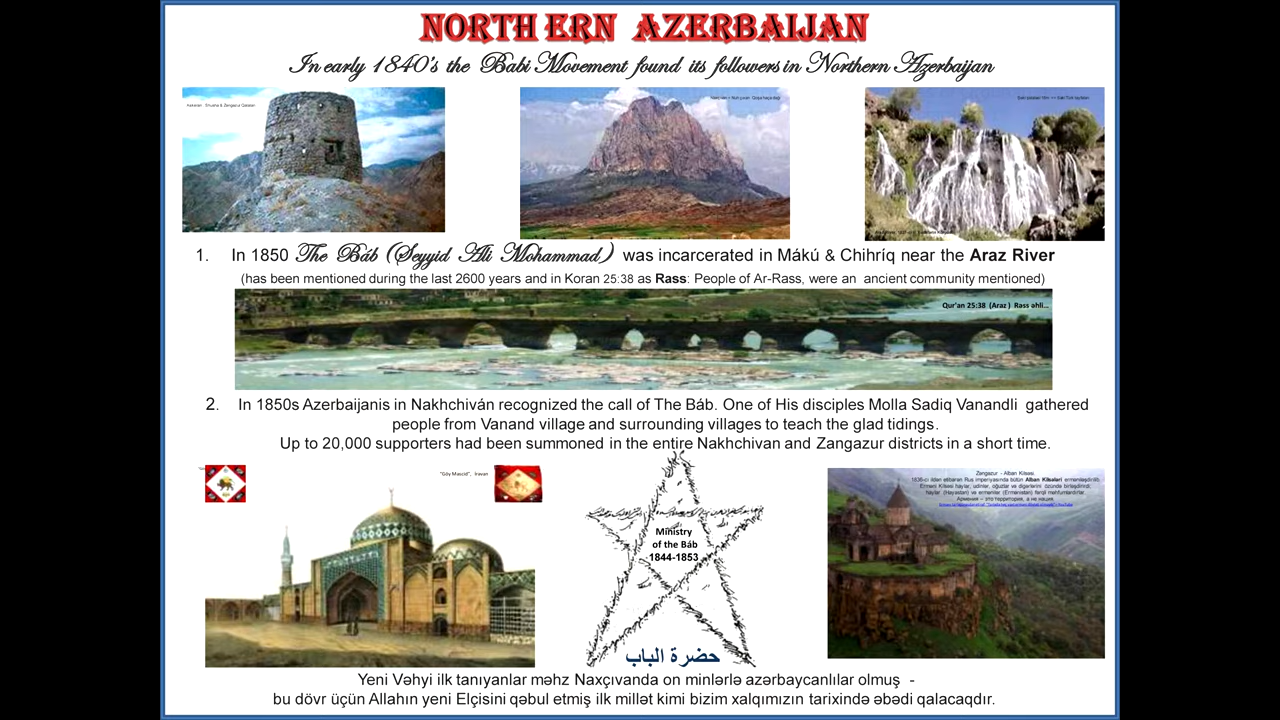 NORTH ERN AZERBAIJAN
In early 1840's the Babi Movement found its followers in Northern Azerbaijan
1. In 1850 The Báb (Seyyid Ali Mohammad) was incarcerated in Mákú & Chihríq near the Araz River
(has been mentioned during the last 2600 years and in Koran 25:38 as Rass: People of Ar-Rass, were an ancient community mentioned)
Qur'an 25:38 (Araz ) Rass əhli...
2. In 1850s Azerbaijanis in Nakhchiván recognized the call of The Báb. One of His disciples Molla Sadiq Vanandli gathered
people from Vanand village and surrounding villages to teach the glad tidings.
Up to 20,000 supporters had been summoned in the entire Nakhchivan and Zangazur districts in a short time.
"Göy Məscid", İrəvan
Zəngəzur - Alban Kilsəsi.
Ministry
of the Báb
1844-1853
حضرة الباب
Yeni Vəhyi ilk tanıyanlar məhz Naxçıvanda on minlərlə azərbaycanlılar olmuş -
bu dövr üçün Allahın yeni Elçisini qəbul etmiş ilk millət kimi bizim xalqımızın tarixində əbədi qalacaqdır.